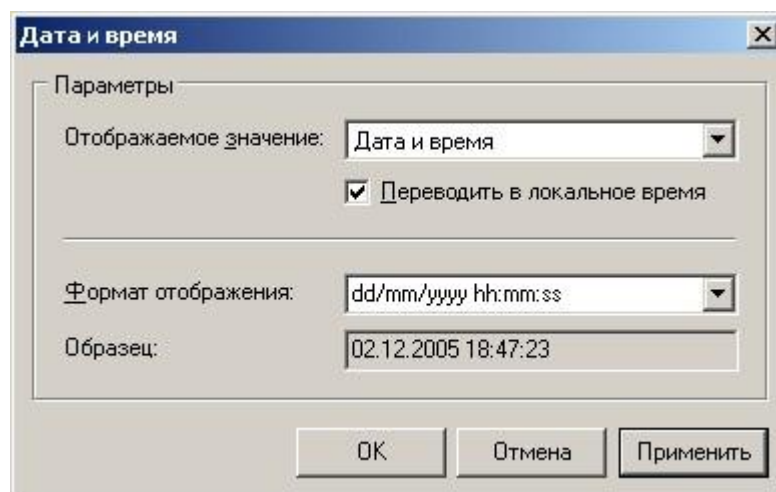 Дата и время
Параметры
Отображаемое значение: Дата и время
Переводить в локальное время
Формат отображения: dd/mm/yyyy hh:mm:ss
Образец: 02.12.2005 18:47:23
OK Отмена Применить